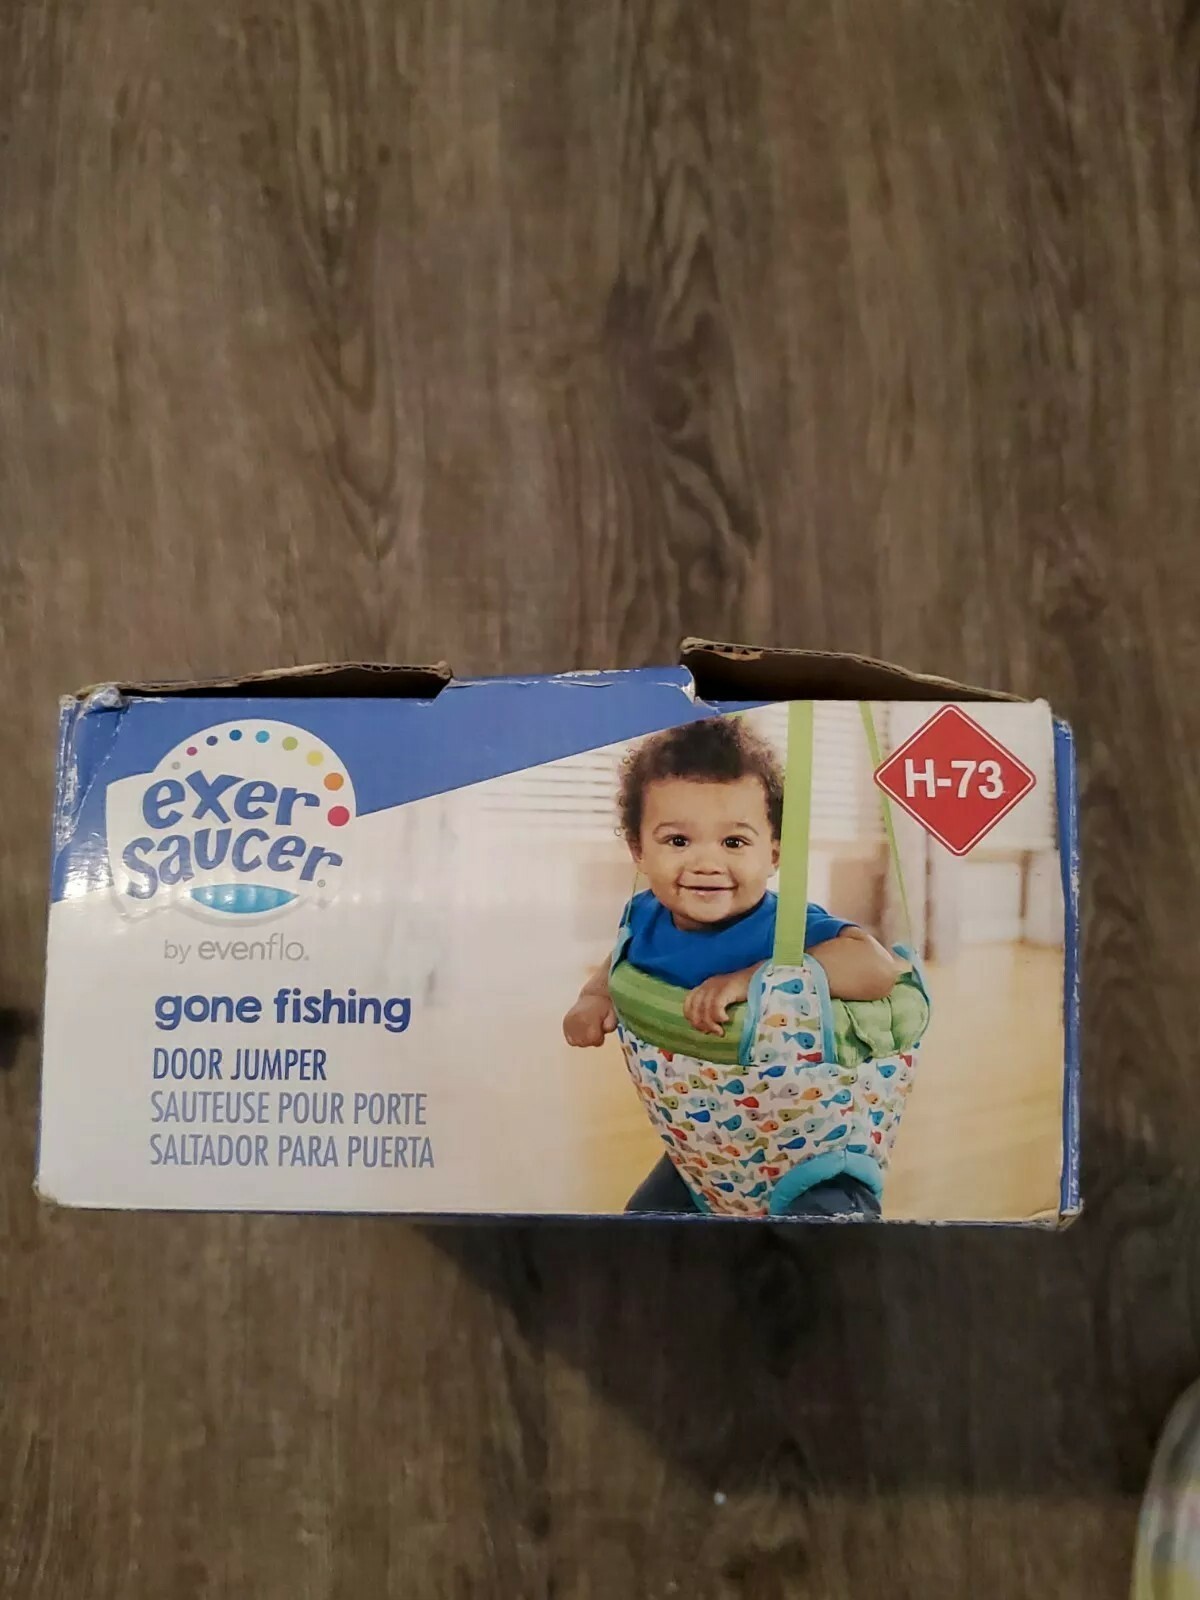 exer
saucer®
by evenflo®
gone fishing
DOOR JUMPER
SAUTEUSE POUR PORTE
SALTADOR PARA PUERTA
H-73